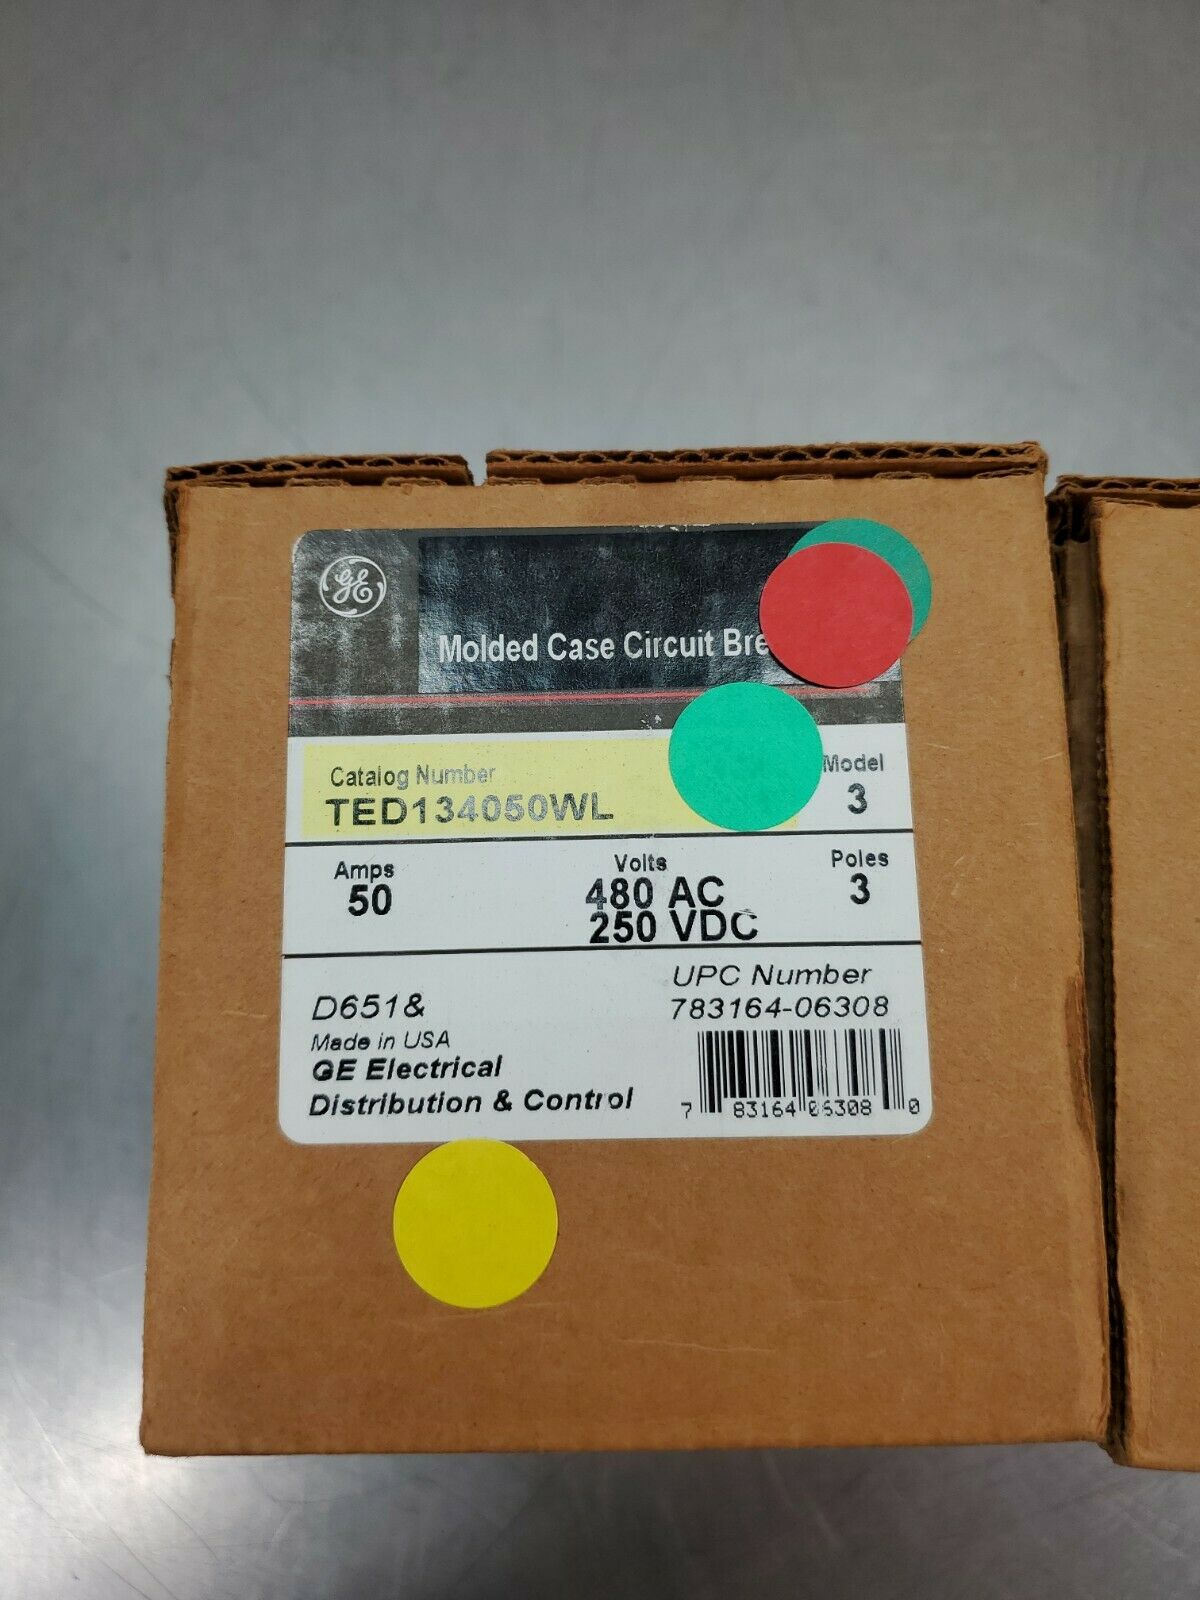 GE
Molded Case Circuit Bre
Catalog Number
TED134050WL
Model
3
Amps
50
Volts
480 AC
250 VDC
Poles
3
D651&
Made in USA
GE Electrical
Distribution & Control
UPC Number
783164-06308
7 83164 06308 0